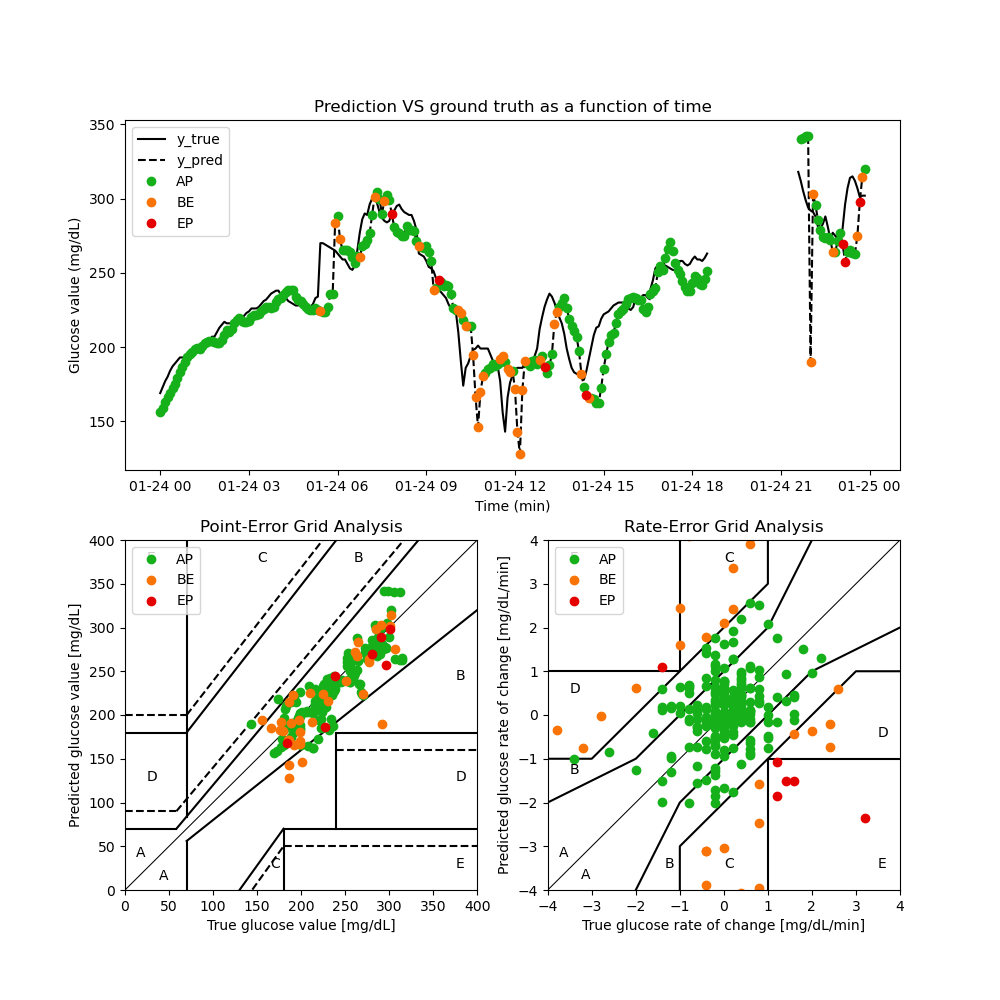 Prediction VS ground truth as a function of time
350
300
250
200
150
Glucose value (mg/dL)
y_true
y_pred
AP
BE
EP
01-24 00 01-24 03 01-24 06 01-24 09 01-24 12 01-24 15 01-24 18 01-24 21 01-25 00
Time (min)
Point-Error Grid Analysis
400
350
300
250
200
150
100
50
0
Predicted glucose value [mg/dL]
AP
BE
EP
C
B
B
D
D
A
A
C
E
0 50 100 150 200 250 300 350 400
True glucose value [mg/dL]
Rate-Error Grid Analysis
4
3
2
1
0
−1
−2
−3
−4
Predicted glucose rate of change [mg/dL/min]
AP
BE
EP
C
D
D
B
A
A
B
C
E
−4 −3 −2 −1 0 1 2 3 4
True glucose rate of change [mg/dL/min]